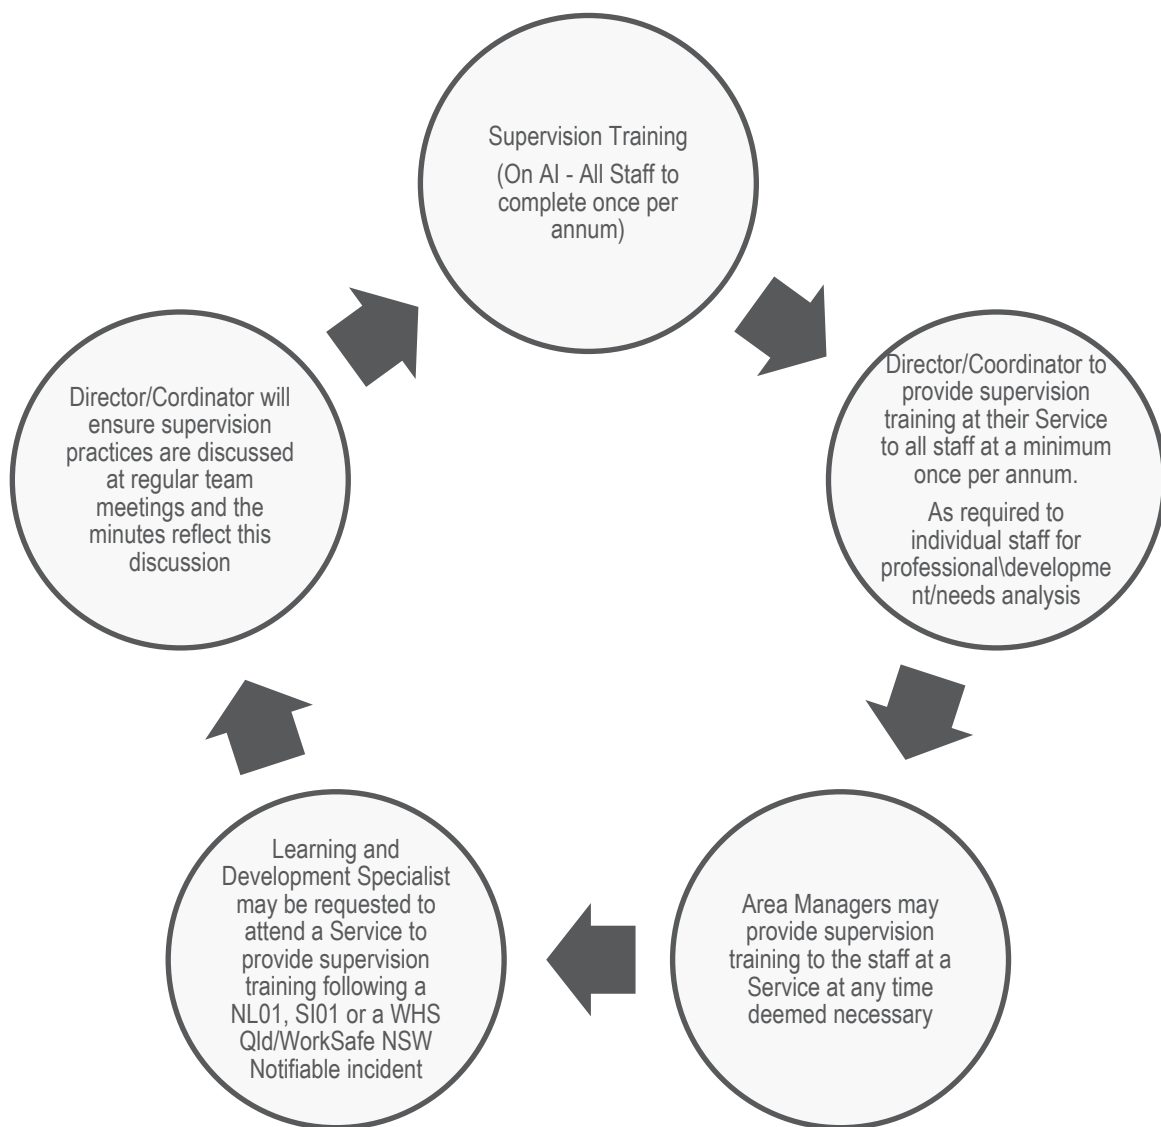 Supervision Training
(On AI - All Staff to
complete once per
annum)
Director/Coordinator to
provide supervision
training at their Service
to all staff at a minimum
once per annum.
As required to
individual staff for
professional\developme
nt/needs analysis
Area Managers may
provide supervision
training to the staff at a
Service at any time
deemed necessary
Learning and
Development Specialist
may be requested to
attend a Service to
provide supervision
training following a
NL01, SI01 or a WHS
Qld/WorkSafe NSW
Notifiable incident
Director/Cordinator will
ensure supervision
practices are discussed
at regular team
meetings and the
minutes reflect this
discussion